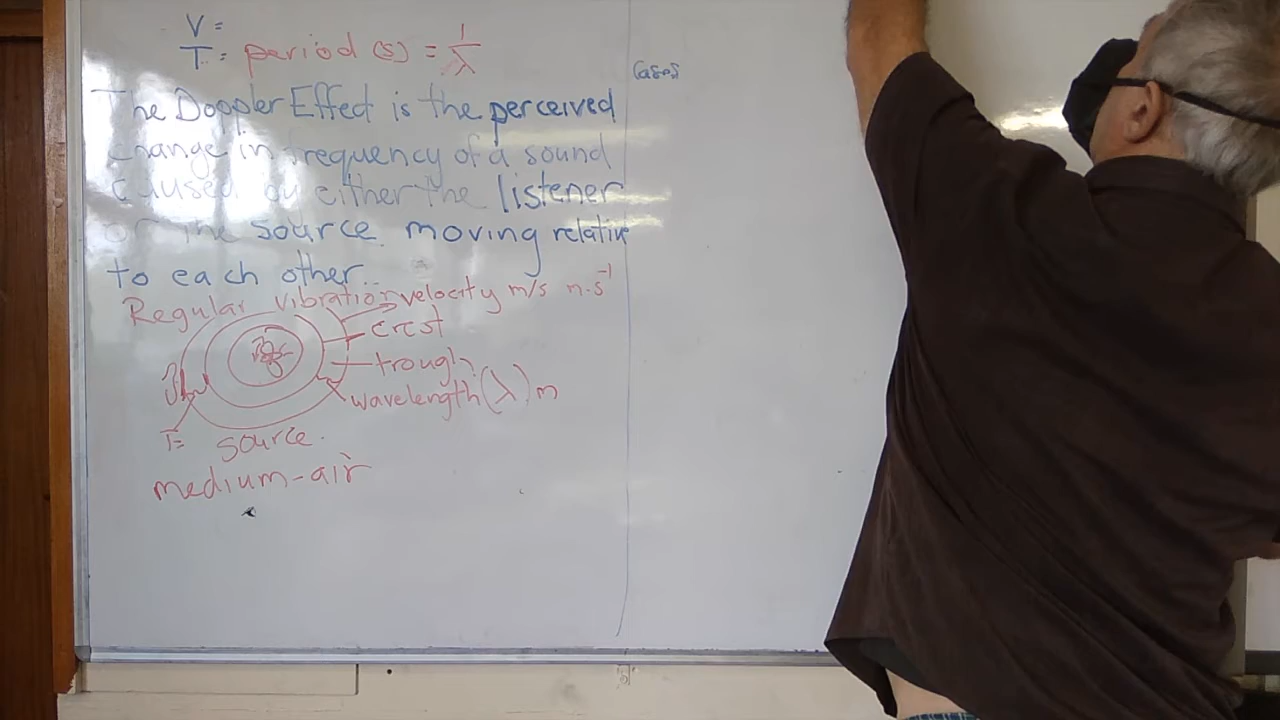 V =
T = period (s) = 1/λ
The Doppler Effect is the perceived
change in frequency of a sound
caused by either the listener
or the source moving relative
to each other..
Regular vibration velocity m/s m·s⁻¹
crest
trough
wavelength (λ) m
T=
source.
medium-air
Cases